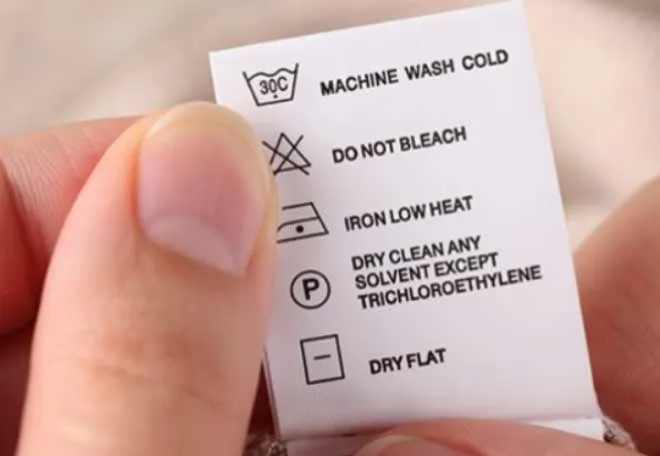 30C MACHINE WASH COLD
DO NOT BLEACH
IRON LOW HEAT
DRY CLEAN ANY
SOLVENT EXCEPT
TRICHLOROETHYLENE
P
DRY FLAT